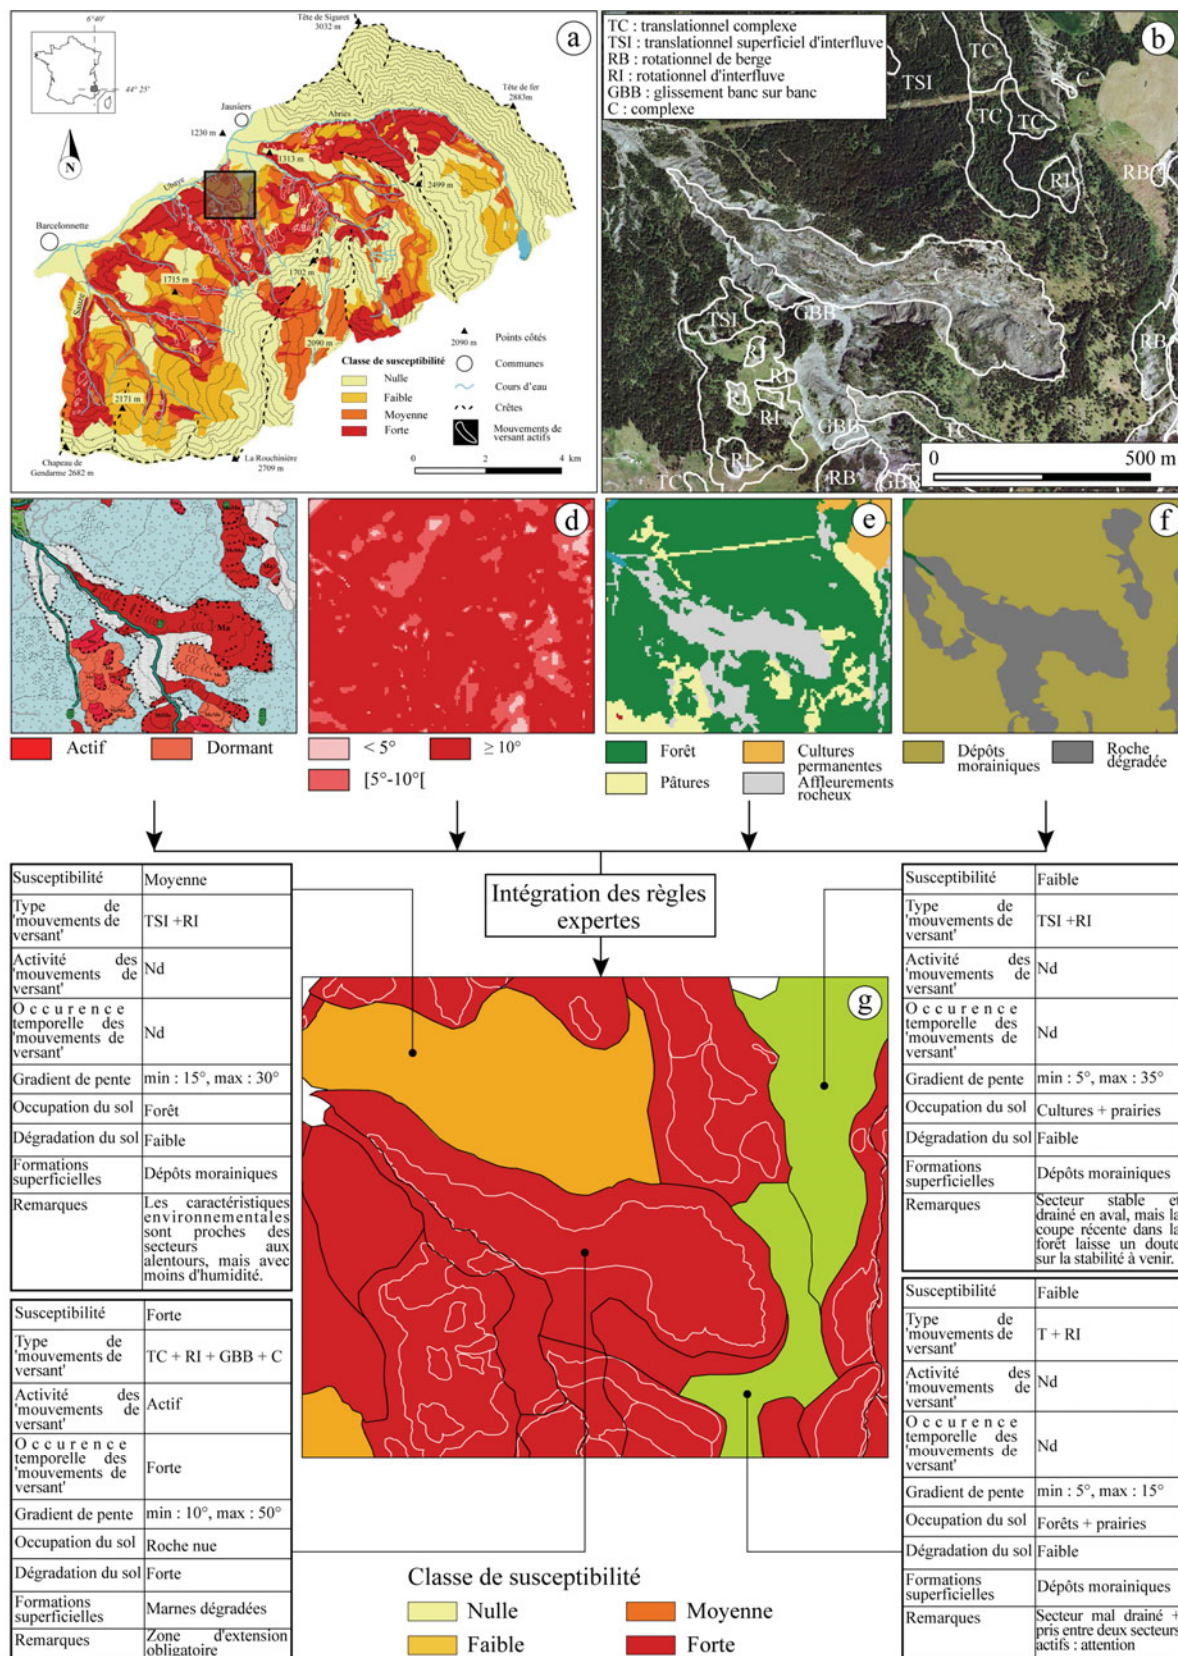 6°40'
44° 25'
N
Tête de Siguret
3032 m
a
Tête de fer
2883m
Jausiers
1230 m
Abriès
1313 m
2499 m
Ubaye
Barcelonnette
1702 m
1715 m
Sauze
2090 m
2171 m
Chapeau de
Gendarme 2682 m
La Rouchinière
2709 m
Classe de susceptibilité
Nulle
Faible
Moyenne
Forte
2090 m
Points côtés
Communes
Cours d'eau
Crêtes
Mouvements de
versant actifs
0 2 4 km
TC : translationnel complexe
TSI : translationnel superficiel d'interfluve
RB : rotationnel de berge
RI : rotationnel d'interfluve
GBB : glissement banc sur banc
C : complexe
b
TSI
TC
C
TC
TC
RI
RB
C
GBB
TSI
RI
RI
RI
RI
RB
GBB
TC
RI
TC
RB
GBB
0 500 m
Ma
Actif
Dormant
d
< 5°
≥ 10°
[5°-10°[
e
Forêt
Cultures
permanentes
Pâtures
Affleurements
rocheux
f
Dépôts
morainiques
Roche
dégradée
Intégration des règles
expertes
Susceptibilité Moyenne
Type de
'mouvements de
versant'
TSI +RI
Activité des
'mouvements de
versant'
Nd
Occurence
temporelle des
'mouvements de
versant'
Nd
Gradient de pente min : 15°, max : 30°
Occupation du sol Forêt
Dégradation du sol Faible
Formations
superficielles
Dépôts morainiques
Remarques
Les caractéristiques
environnementales
sont proches des
secteurs aux
alentours, mais avec
moins d'humidité.
Susceptibilité Forte
Type de
'mouvements de
versant'
TC + RI + GBB + C
Activité des
'mouvements de
versant'
Actif
Occurence
temporelle des
'mouvements de
versant'
Forte
Gradient de pente min : 10°, max : 50°
Occupation du sol Roche nue
Dégradation du sol Forte
Formations
superficielles
Marnes dégradées
Remarques
Zone d'extension
obligatoire
g
Classe de susceptibilité
Nulle
Moyenne
Faible
Forte
Susceptibilité Faible
Type de
'mouvements de
versant'
TSI +RI
Activité des
'mouvements de
versant'
Nd
Occurence
temporelle des
'mouvements de
versant'
Nd
Gradient de pente min : 5°, max : 35°
Occupation du sol Cultures + prairies
Dégradation du sol Faible
Formations
superficielles
Dépôts morainiques
Remarques
Secteur stable et
drainé en aval, mais la
coupe récente dans la
forêt laisse un doute
sur la stabilité à venir.
Susceptibilité Faible
Type de
'mouvements de
versant'
T + RI
Activité des
'mouvements de
versant'
Nd
Occurence
temporelle des
'mouvements de
versant'
Nd
Gradient de pente min : 5°, max : 15°
Occupation du sol Forêts + prairies
Dégradation du sol Faible
Formations
superficielles
Dépôts morainiques
Remarques
Secteur mal drainé +
pris entre deux secteurs
actifs : attention